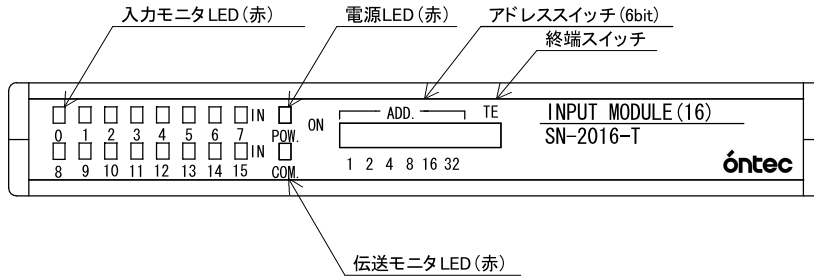 入力モニタLED(赤)
電源LED(赤)
アドレススイッチ(6bit)
終端スイッチ
0 1 2 3 4 5 6 7 IN POW.
8 9 10 11 12 13 14 15 IN COM.
ON ADD. TE
1 2 4 8 16 32
INPUT MODULE(16)
SN-2016-T
óntec
伝送モニタLED(赤)